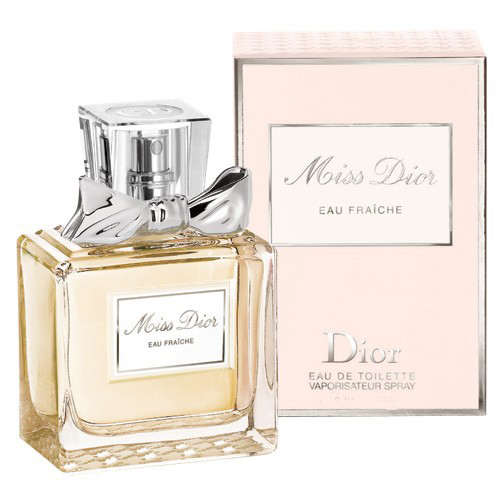 Miss Dior
EAU FRAÎCHE
Miss Dior
EAU FRAÎCHE
Dior
EAU DE TOILETTE
VAPORISATEUR SPRAY